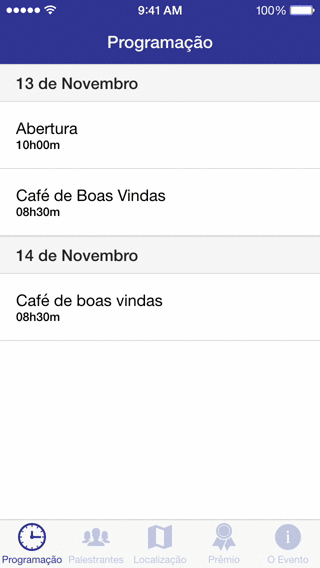 9:41 AM
100%
Programação
13 de Novembro
Abertura
10h00m
Café de Boas Vindas
08h30m
14 de Novembro
Café de boas vindas
08h30m
Programação
Palestrantes
Localização
Prêmio
O Evento